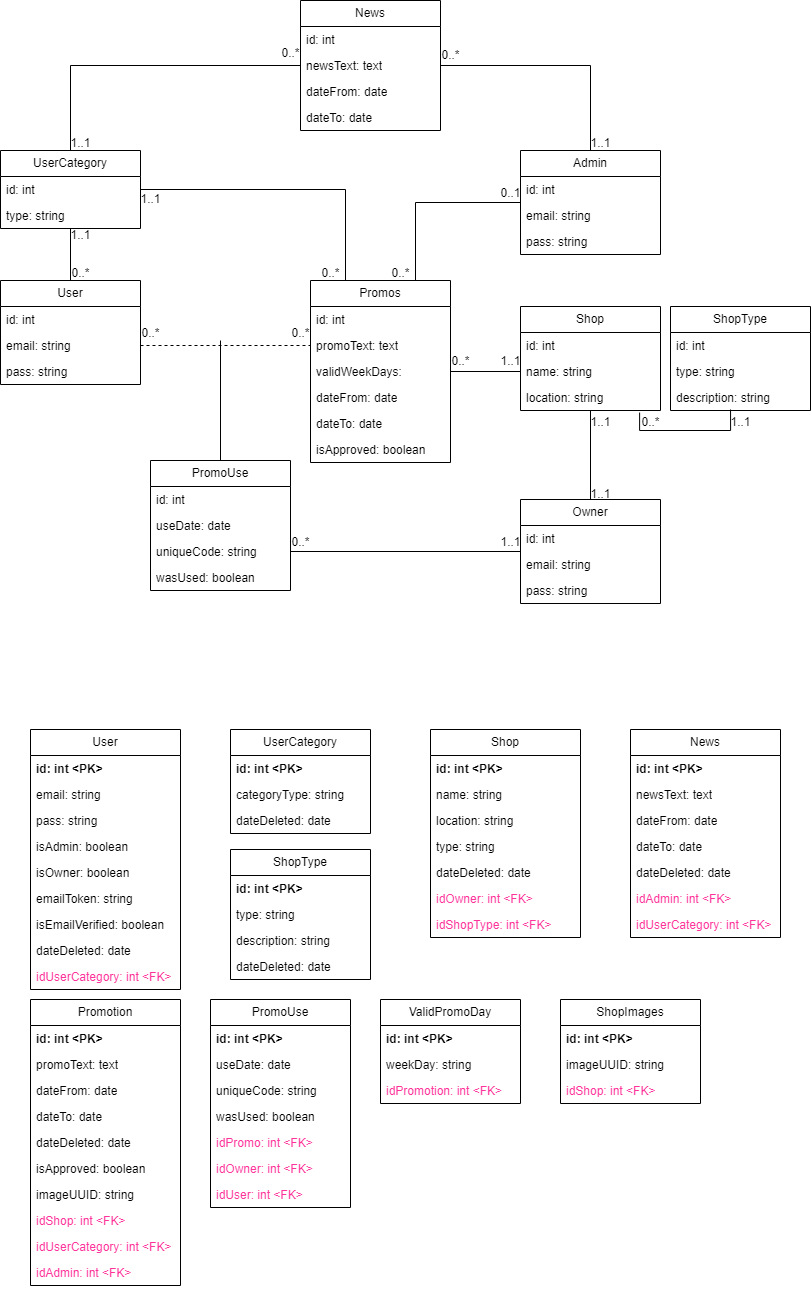 News
id: int
newsText: text
dateFrom: date
dateTo: date
0..*
0..*
1..1
1..1
UserCategory
id: int
type: string
1..1
1..1
Admin
id: int
email: string
pass: string
0..1
0..*
0..*
0..*
User
id: int
email: string
pass: string
0..*
0..*
Promos
id: int
promoText: text
validWeekDays:
dateFrom: date
dateTo: date
isApproved: boolean
0..*
1..1
Shop
id: int
name: string
location: string
ShopType
id: int
type: string
description: string
1..1
0..*
1..1
PromoUse
id: int
useDate: date
uniqueCode: string
wasUsed: boolean
0..*
1..1
1..1
Owner
id: int
email: string
pass: string
User
id: int <PK>
email: string
pass: string
isAdmin: boolean
isOwner: boolean
emailToken: string
isEmailVerified: boolean
dateDeleted: date
idUserCategory: int <FK>
UserCategory
id: int <PK>
categoryType: string
dateDeleted: date
ShopType
id: int <PK>
type: string
description: string
dateDeleted: date
Shop
id: int <PK>
name: string
location: string
type: string
dateDeleted: date
idOwner: int <FK>
idShopType: int <FK>
News
id: int <PK>
newsText: text
dateFrom: date
dateTo: date
dateDeleted: date
idAdmin: int <FK>
idUserCategory: int <FK>
Promotion
id: int <PK>
promoText: text
dateFrom: date
dateTo: date
dateDeleted: date
isApproved: boolean
imageUUID: string
idShop: int <FK>
idUserCategory: int <FK>
idAdmin: int <FK>
PromoUse
id: int <PK>
useDate: date
uniqueCode: string
wasUsed: boolean
idPromo: int <FK>
idOwner: int <FK>
idUser: int <FK>
ValidPromoDay
id: int <PK>
weekDay: string
idPromotion: int <FK>
ShopImages
id: int <PK>
imageUUID: string
idShop: int <FK>